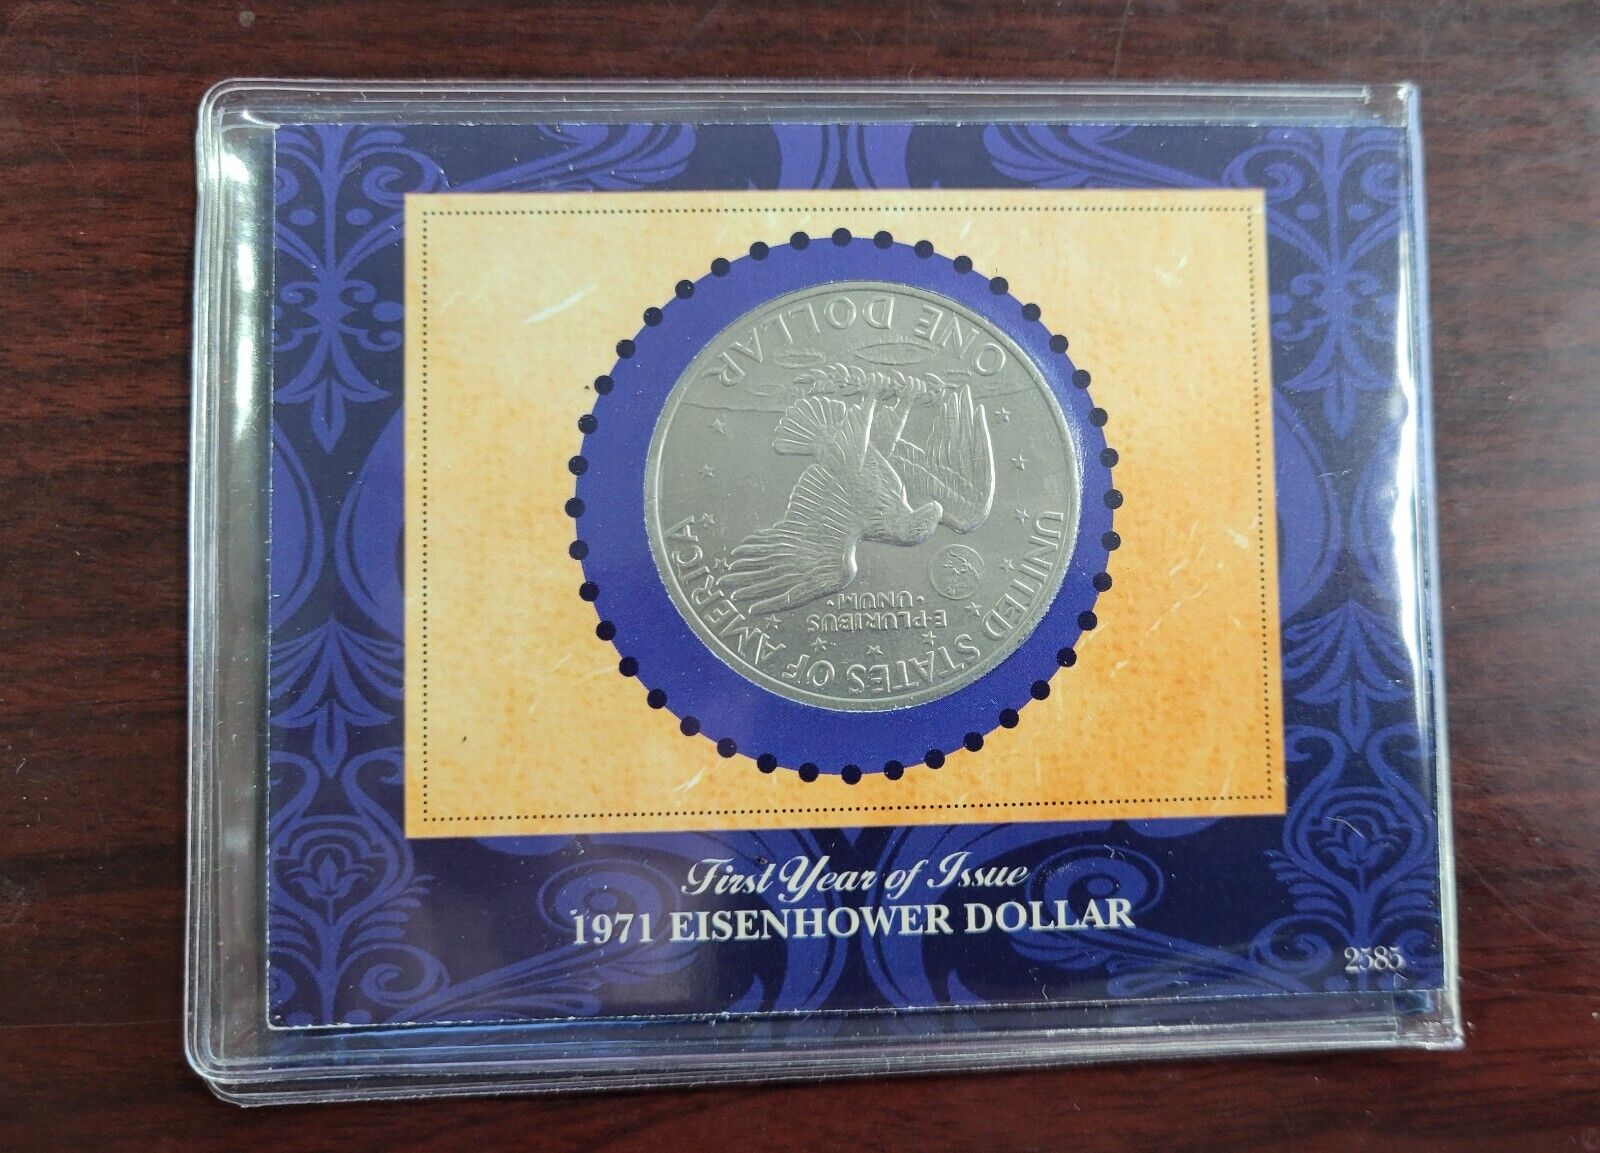 UNITED STATES OF AMERICA
E·PLURIBUS
·UNUM·
ONE DOLLAR
First Year of Issue
1971 EISENHOWER DOLLAR
2585